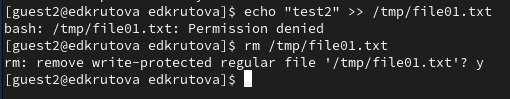 [guest2@edkrutova edkrutova]$ echo "test2" >> /tmp/file01.txt
bash: /tmp/file01.txt: Permission denied
[guest2@edkrutova edkrutova]$ rm /tmp/file01.txt
rm: remove write-protected regular file '/tmp/file01.txt'? y
[guest2@edkrutova edkrutova]$